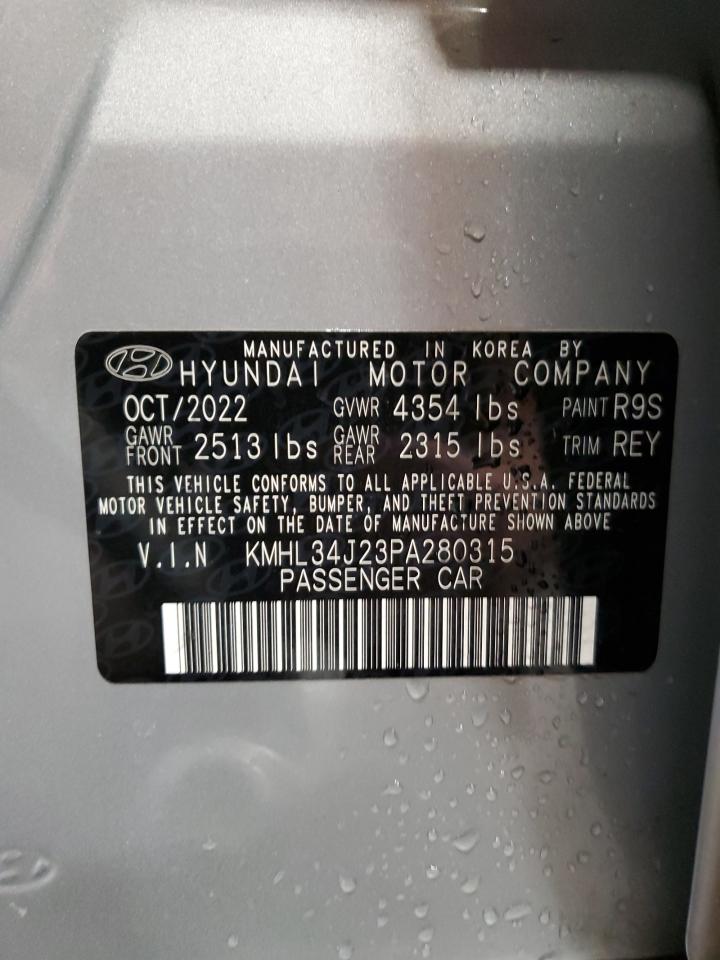 MANUFACTURED IN KOREA BY
HYUNDAI MOTOR COMPANY
OCT/2022 GVWR 4354 lbs PAINT R9S
GAWR FRONT 2513 lbs GAWR REAR 2315 lbs TRIM REY
THIS VEHICLE CONFORMS TO ALL APPLICABLE U.S.A. FEDERAL
MOTOR VEHICLE SAFETY, BUMPER, AND THEFT PREVENTION STANDARDS
IN EFFECT ON THE DATE OF MANUFACTURE SHOWN ABOVE
V.I.N KMHL34J23PA280315
PASSENGER CAR